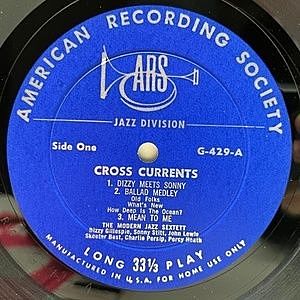 AMERICAN RECORDING SOCIETY
ARS
JAZZ DIVISION
Side One G-429-A
CROSS CURRENTS
1. DIZZY MEETS SONNY
2. BALLAD MEDLEY
Old Folks
What's New
How Deep Is The Ocean?
3. MEAN TO ME
THE MODERN JAZZ SEXTETT
Dizzy Gillespie, Sonny Stitt, John Lewis
Skeeter Best, Charlie Persip, Percy Heath
LONG 33⅓ PLAY
MANUFACTURED IN U.S.A. FOR HOME USE ONLY